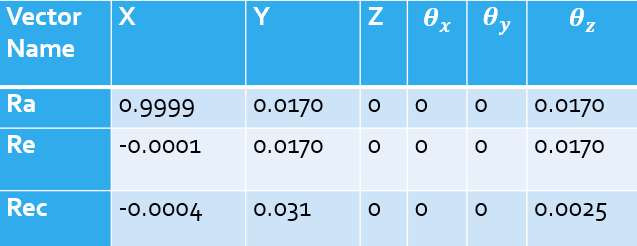 Vector Name X Y Z θx θy θz
Ra 0.9999 0.0170 0 0 0 0.0170
Re -0.0001 0.0170 0 0 0 0.0170
Rec -0.0004 0.031 0 0 0 0.0025